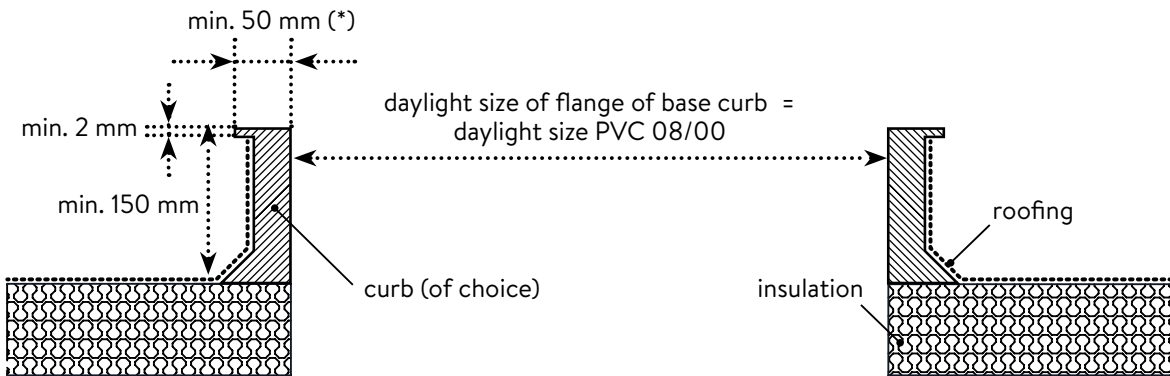 min. 50 mm (*)
daylight size of flange of base curb =
daylight size PVC 08/00
min. 2 mm
min. 150 mm
roofing
curb (of choice)
insulation